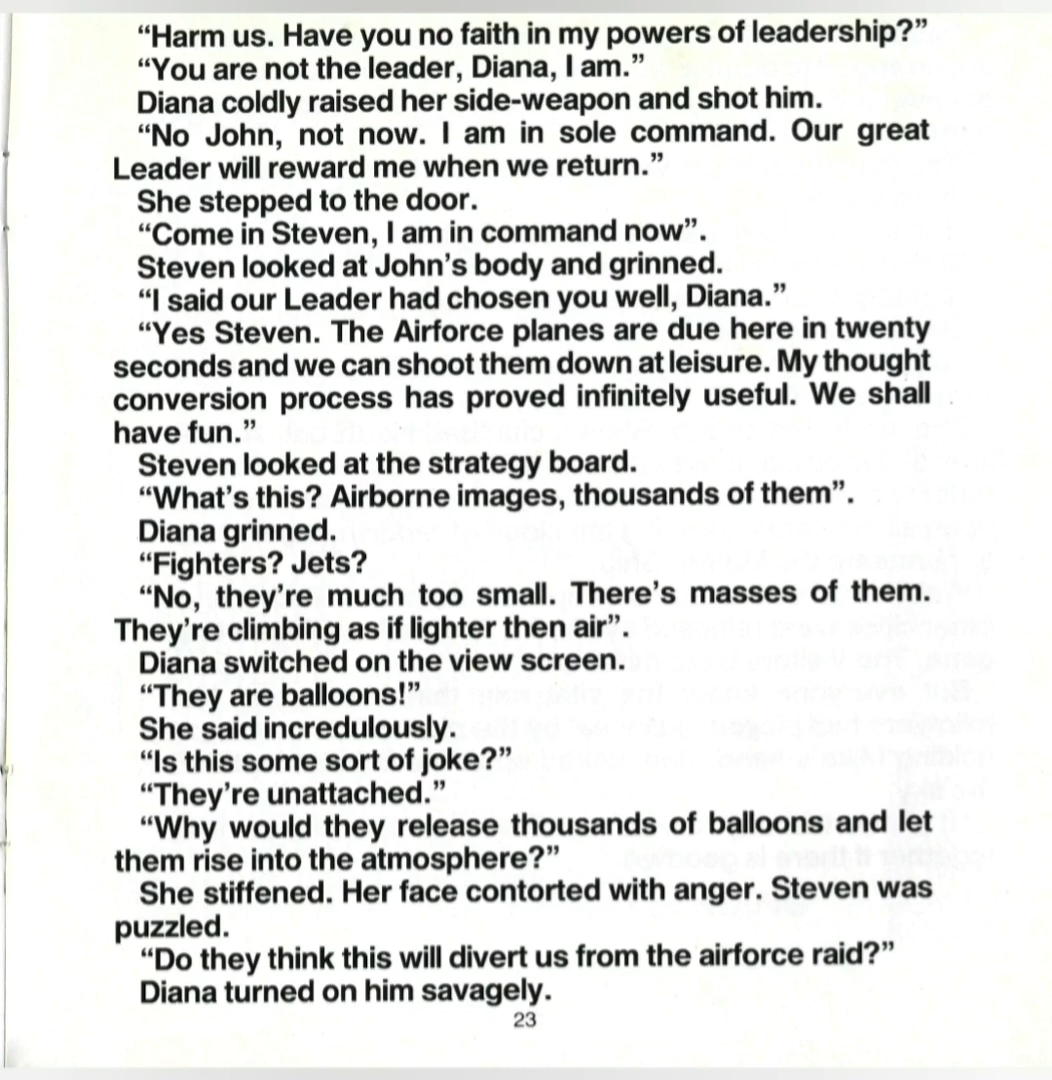 “Harm us. Have you no faith in my powers of leadership?”
“You are not the leader, Diana, I am.”
Diana coldly raised her side-weapon and shot him.
“No John, not now. I am in sole command. Our great
Leader will reward me when we return.”
She stepped to the door.
“Come in Steven, I am in command now”.
Steven looked at John’s body and grinned.
“I said our Leader had chosen you well, Diana.”
“Yes Steven. The Airforce planes are due here in twenty
seconds and we can shoot them down at leisure. My thought
conversion process has proved infinitely useful. We shall
have fun.”
Steven looked at the strategy board.
“What’s this? Airborne images, thousands of them”.
Diana grinned.
“Fighters? Jets?
“No, they’re much too small. There’s masses of them.
They’re climbing as if lighter then air”.
Diana switched on the view screen.
“They are balloons!”
She said incredulously.
“Is this some sort of joke?”
“They’re unattached.”
“Why would they release thousands of balloons and let
them rise into the atmosphere?”
She stiffened. Her face contorted with anger. Steven was
puzzled.
“Do they think this will divert us from the airforce raid?”
Diana turned on him savagely.
23